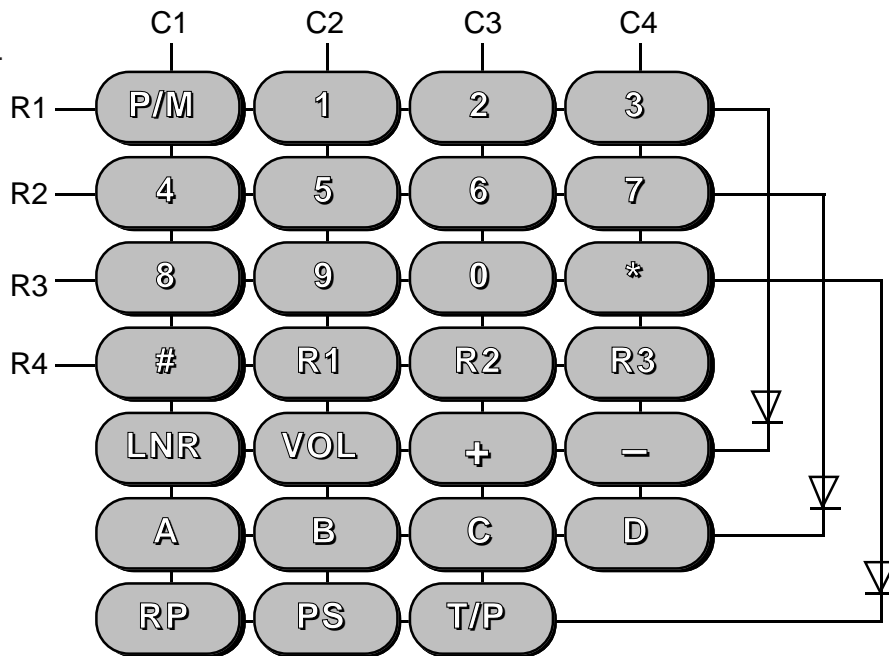 C1 C2 C3 C4
R1 P/M 1 2 3
R2 4 5 6 7
R3 8 9 0 *
R4 # R1 R2 R3
LNR VOL + –
A B C D
RP PS T/P